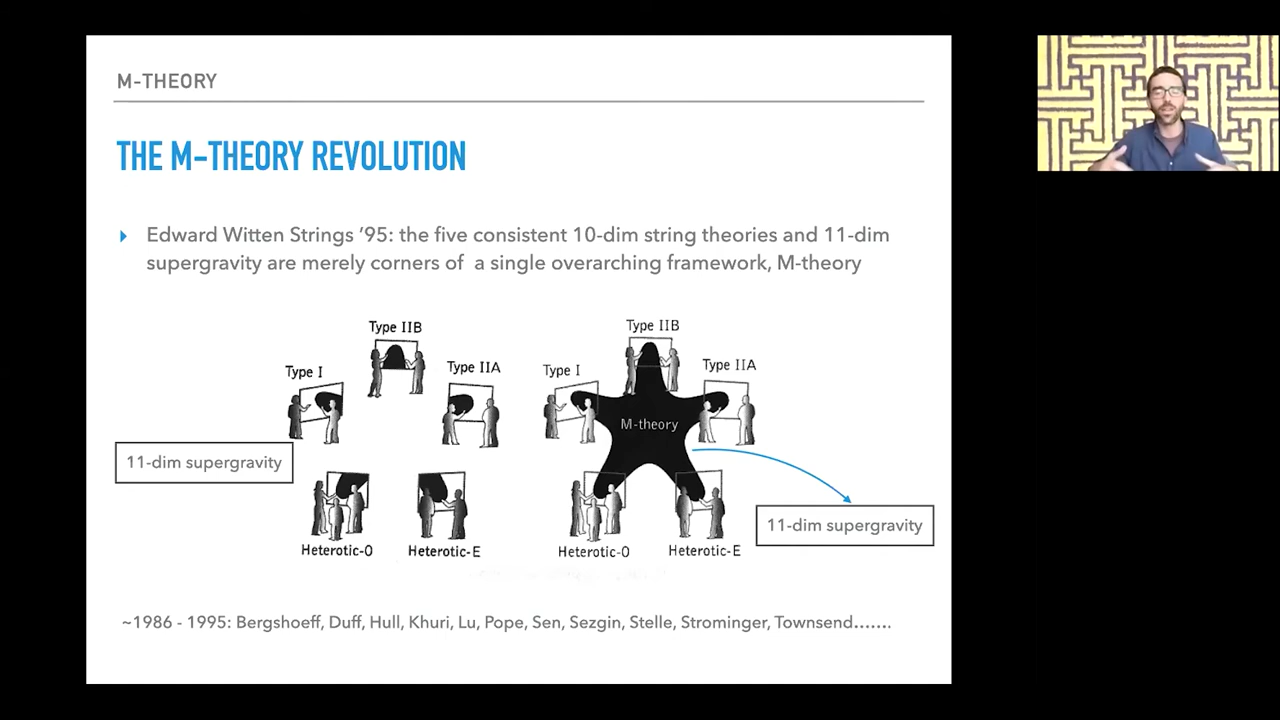 M-THEORY
THE M-THEORY REVOLUTION
Edward Witten Strings '95: the five consistent 10-dim string theories and 11-dim
supergravity are merely corners of a single overarching framework, M-theory
Type IIB
Type I
Type IIA
11-dim supergravity
Heterotic-O
Heterotic-E
Type IIB
Type I
Type IIA
M-theory
Heterotic-O
Heterotic-E
11-dim supergravity
~1986 - 1995: Bergshoeff, Duff, Hull, Khuri, Lu, Pope, Sen, Sezgin, Stelle, Strominger, Townsend.......